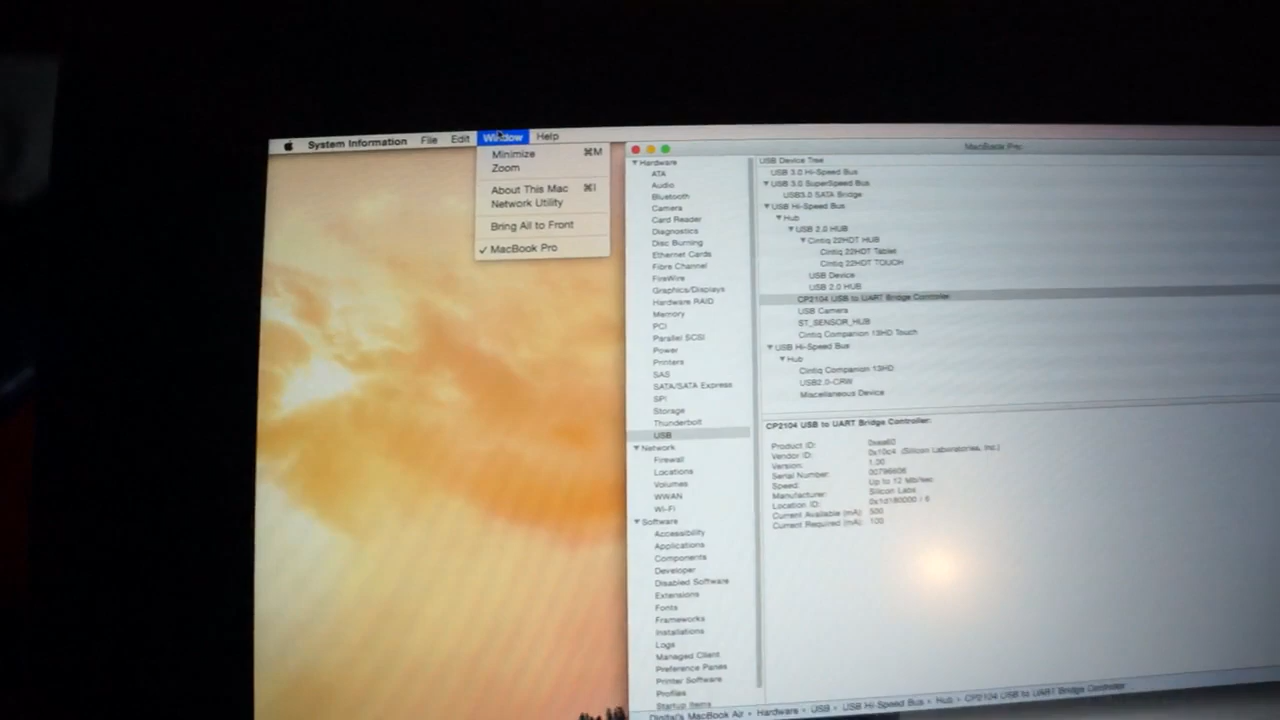 System Information File Edit Window Help
Minimize ⌘M
Zoom
About This Mac ⌘I
Network Utility
Bring All to Front
✓ MacBook Pro
MacBook Pro
Hardware
ATA
Audio
Bluetooth
Camera
Card Reader
Diagnostics
Disc Burning
Ethernet Cards
Fibre Channel
FireWire
Graphics/Displays
Hardware RAID
Memory
PCI
Parallel SCSI
Power
Printers
SAS
SATA/SATA Express
SPI
Storage
Thunderbolt
USB
Network
Firewall
Locations
Volumes
WWAN
Wi-Fi
Software
Accessibility
Applications
Components
Developer
Disabled Software
Extensions
Fonts
Frameworks
Installations
Logs
Managed Client
Preference Panes
Printer Software
Profiles
Startup Items
USB Device Tree
USB 3.0 Hi-Speed Bus
USB 3.0 SuperSpeed Bus
USB3.0 SATA Bridge
USB Hi-Speed Bus
Hub
USB 2.0 HUB
Cintiq 22HDT HUB
Cintiq 22HDT Tablet
Cintiq 22HDT TOUCH
USB Device
USB 2.0 HUB
CP2104 USB to UART Bridge Controller
USB Camera
ST_SENSOR_HUB
Cintiq Companion 13HD Touch
USB Hi-Speed Bus
Hub
Cintiq Companion 13HD
USB2.0-CRW
Miscellaneous Device
CP2104 USB to UART Bridge Controller:
Product ID: 0xea60
Vendor ID: 0x10c4 (Silicon Laboratories, Inc.)
Version: 1.00
Serial Number:
Speed: Up to 12 Mb/sec
Manufacturer: Silicon Labs
Location ID: 0x1d180000 / 6
Current Available (mA): 500
Current Required (mA): 100
Digital's MacBook Air › Hardware › USB › USB Hi-Speed Bus › Hub › CP2104 USB to UART Bridge Controller